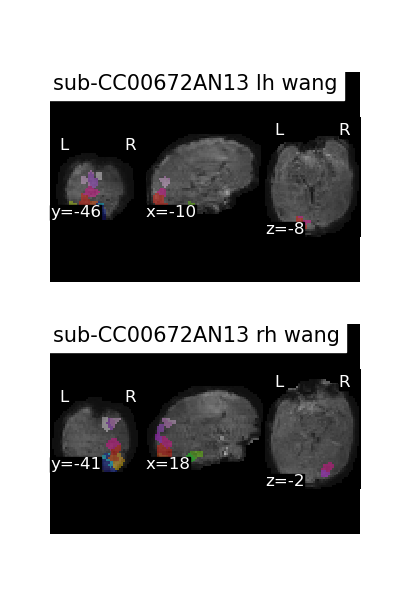 sub-CC00672AN13 lh wang
L R L R
y=-46 x=-10 z=-8
sub-CC00672AN13 rh wang
L R L R
y=-41 x=18 z=-2